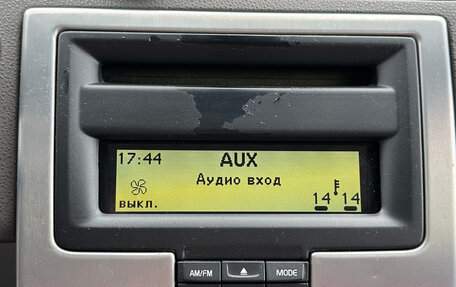 17:44 AUX
Аудио вход
выкл. 14 14
AM/FM MODE